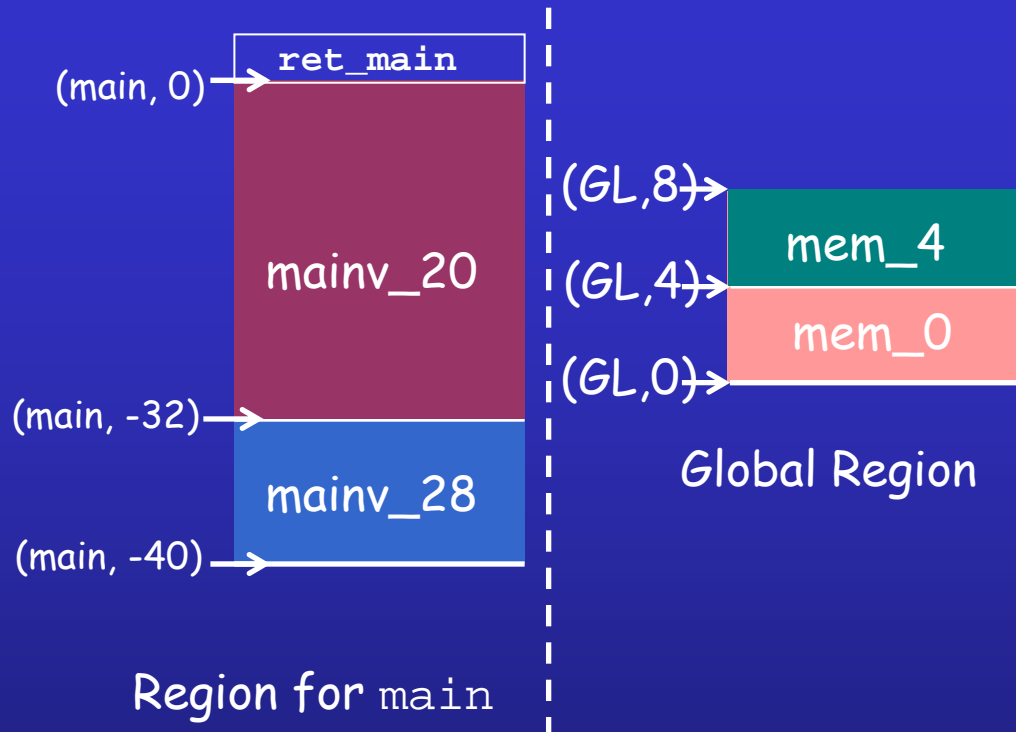 ret_main
(main, 0)
mainv_20
(main, -32)
mainv_28
(main, -40)
Region for main
(GL,8)
mem_4
(GL,4)
mem_0
(GL,0)
Global Region